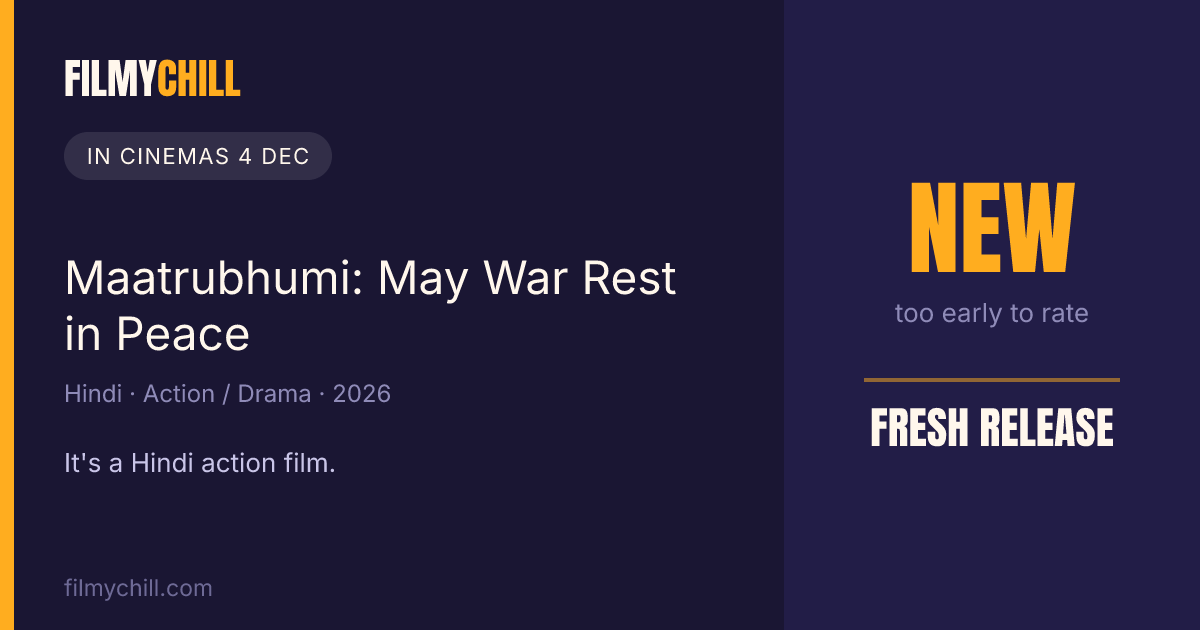 FILMYCHILL
IN CINEMAS 4 DEC
Maatrubhumi: May War Rest
in Peace
Hindi · Action / Drama · 2026
It's a Hindi action film.
filmychill.com
NEW
too early to rate
FRESH RELEASE